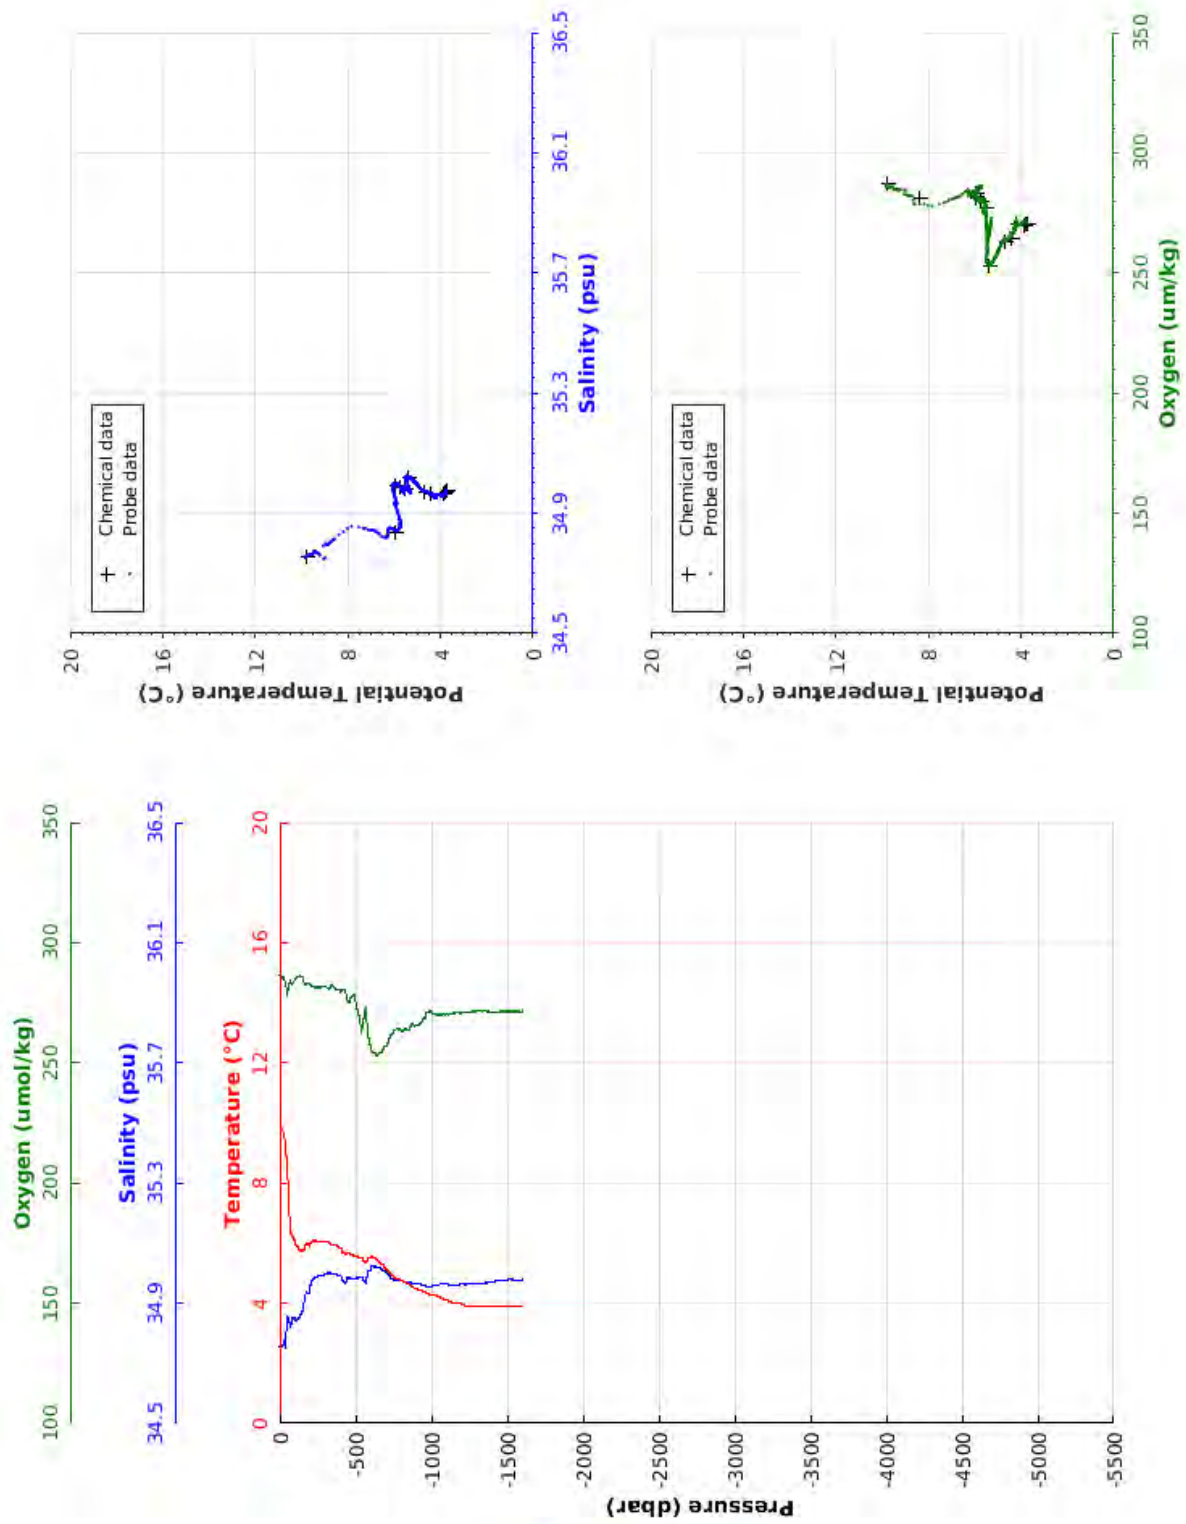 Oxygen (umol/kg)
100 150 200 250 300 350
Salinity (psu)
34.5 34.9 35.3 35.7 36.1 36.5
Temperature (°C)
0 4 8 12 16 20
Pressure (dbar)
0
-500
-1000
-1500
-2000
-2500
-3000
-3500
-4000
-4500
-5000
-5500
Potential Temperature (°C)
20
16
12
8
4
0
+ Chemical data
. Probe data
34.5 34.9 35.3 35.7 36.1 36.5
Salinity (psu)
Potential Temperature (°C)
20
16
12
8
4
0
+ Chemical data
. Probe data
100 150 200 250 300 350
Oxygen (um/kg)